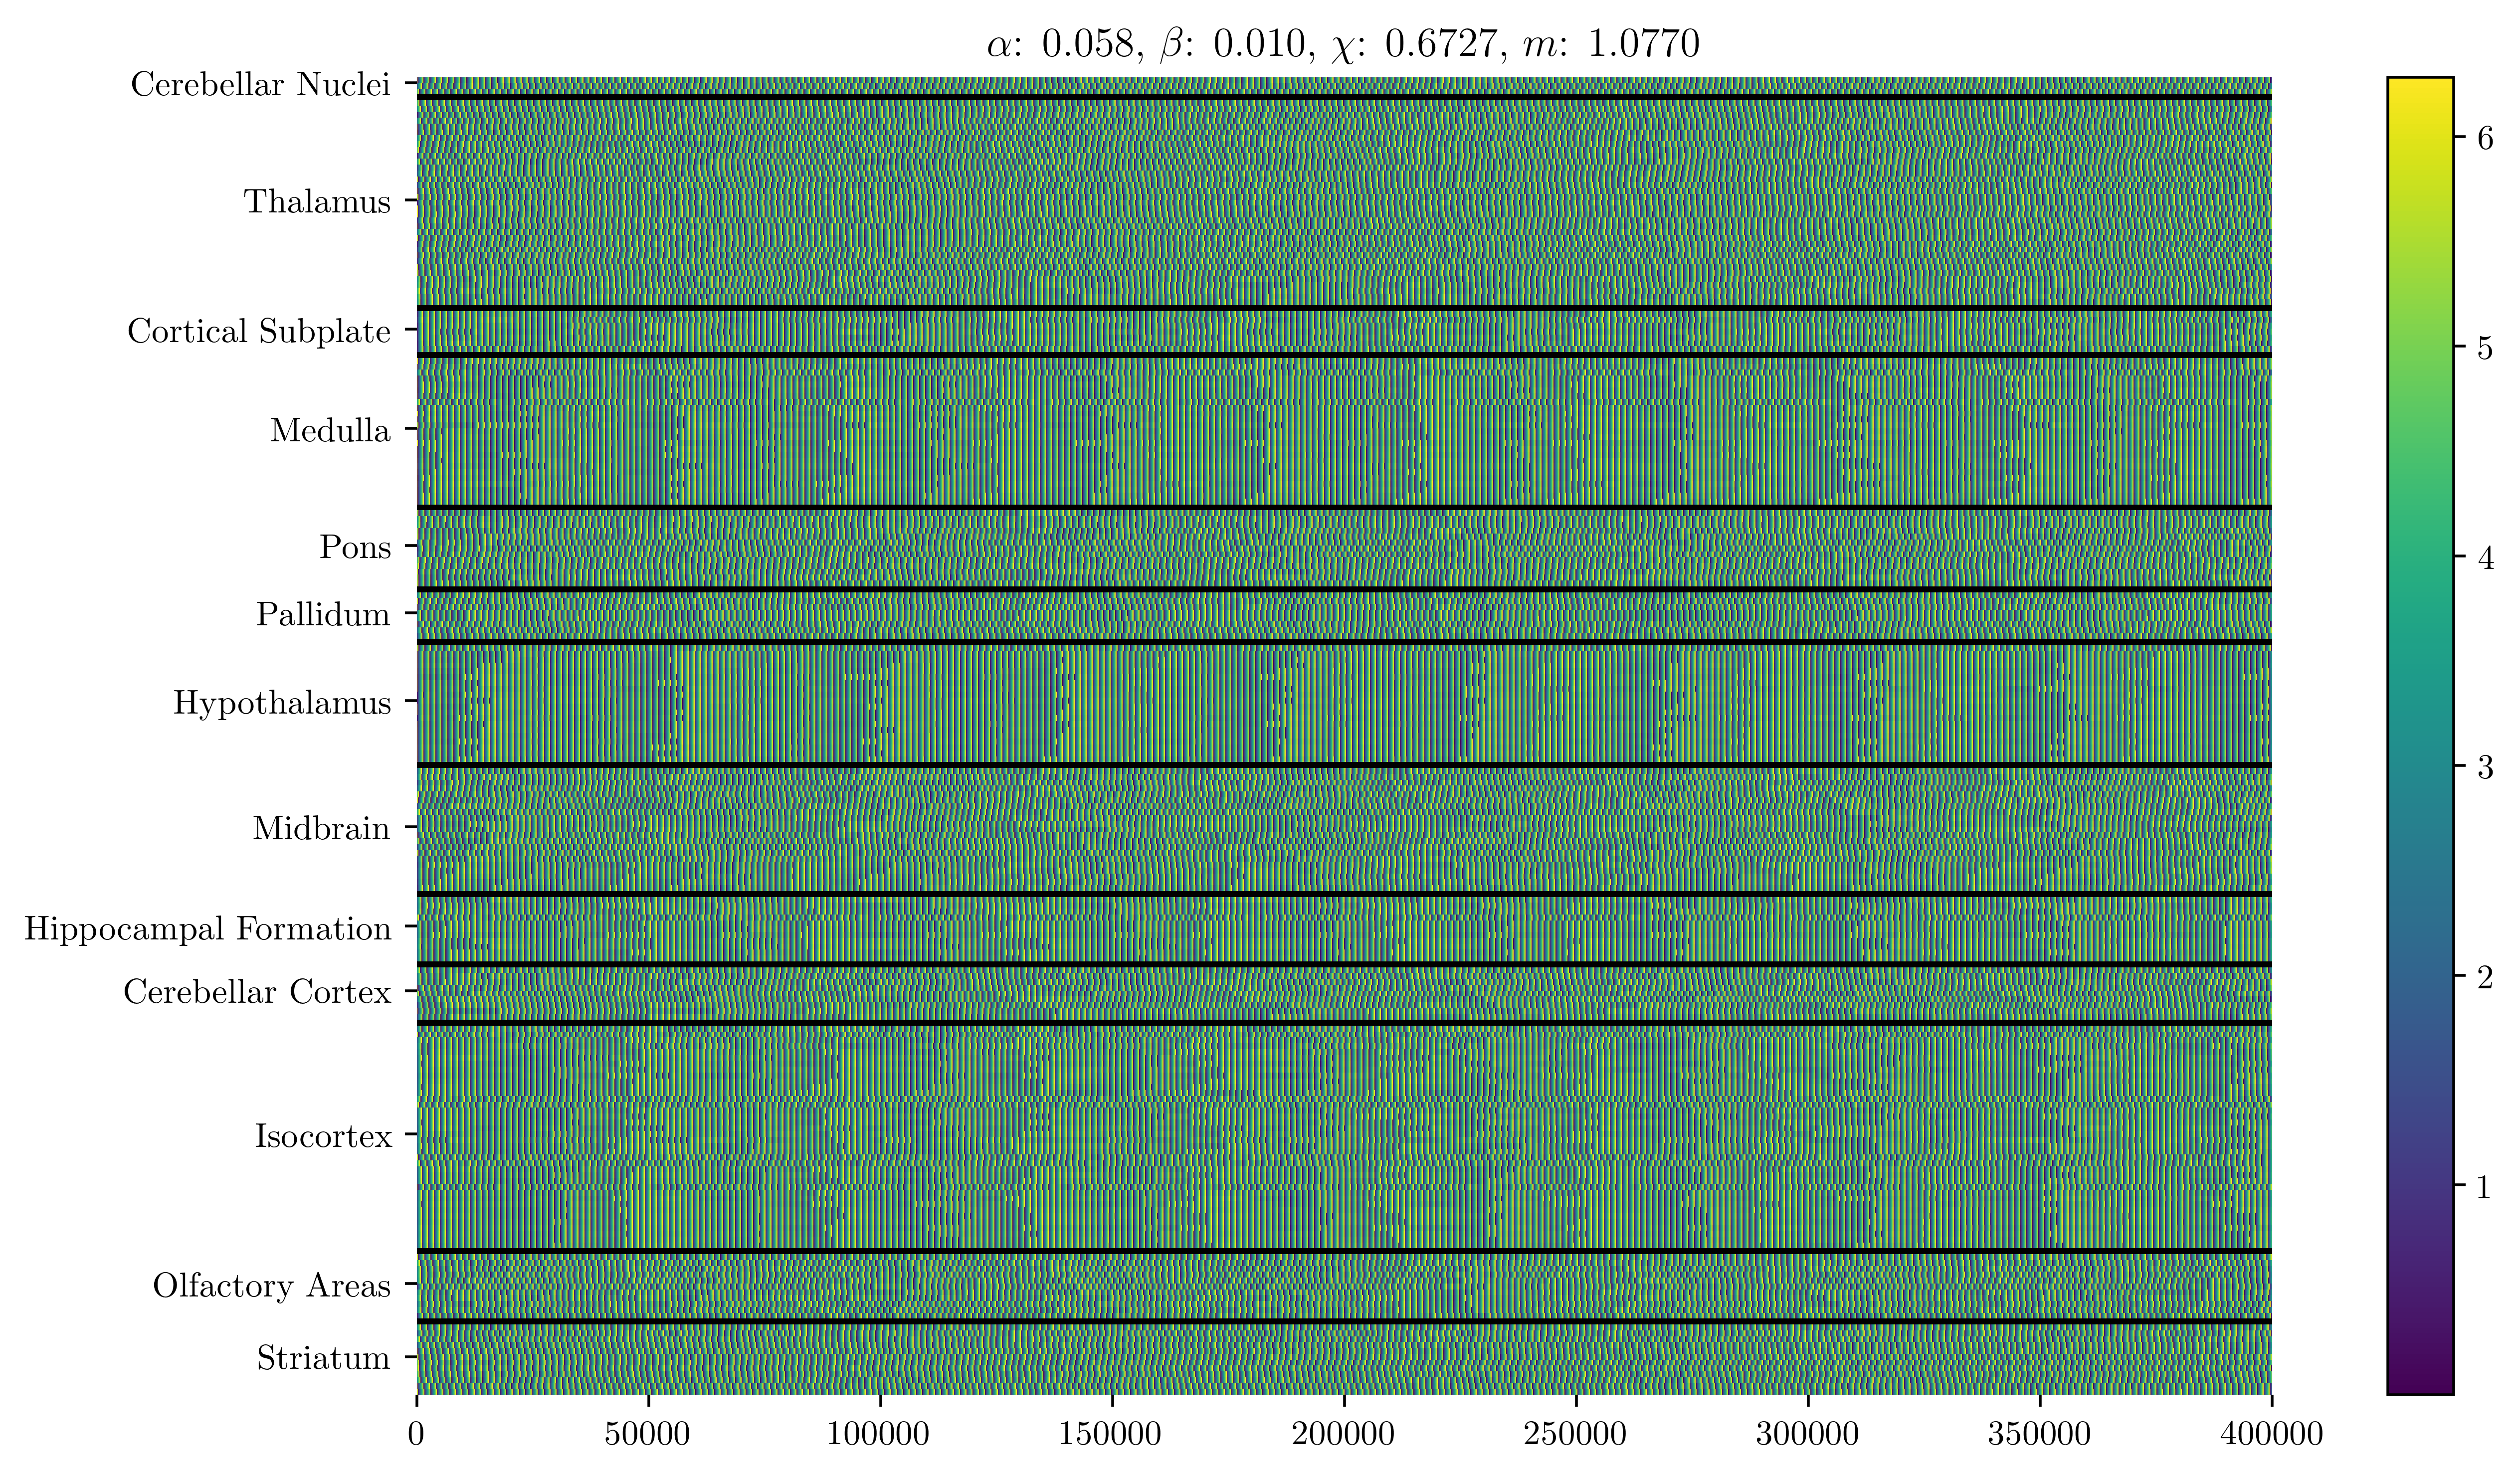 α: 0.058, β: 0.010, χ: 0.6727, m: 1.0770
Cerebellar Nuclei
Thalamus
Cortical Subplate
Medulla
Pons
Pallidum
Hypothalamus
Midbrain
Hippocampal Formation
Cerebellar Cortex
Isocortex
Olfactory Areas
Striatum
0 50000 100000 150000 200000 250000 300000 350000 400000
6
5
4
3
2
1